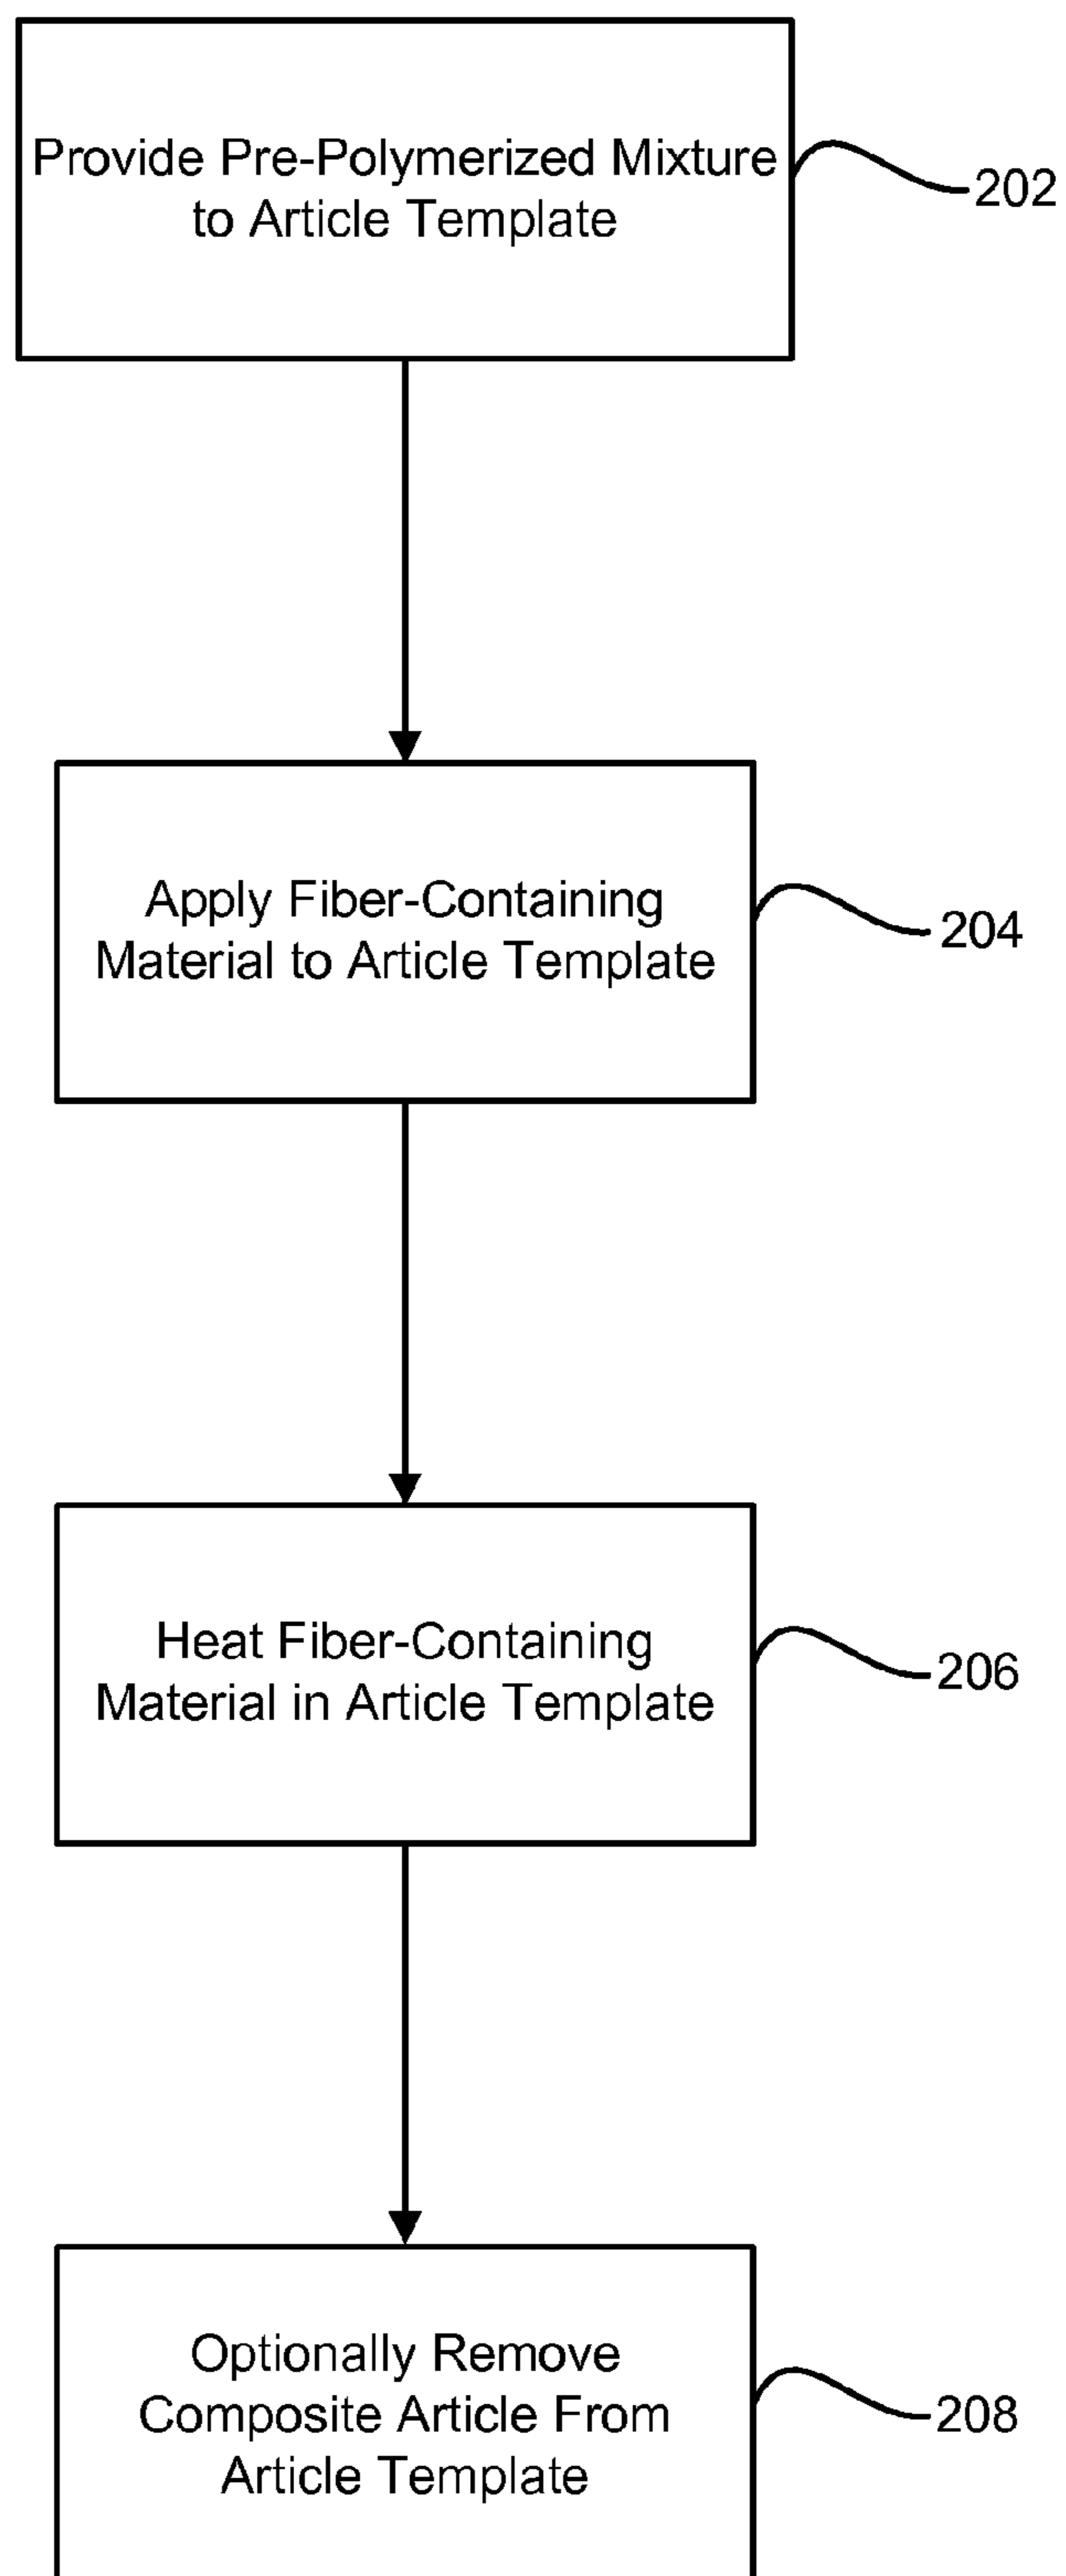 Provide Pre-Polymerized Mixture
to Article Template
202
Apply Fiber-Containing
Material to Article Template
204
Heat Fiber-Containing
Material in Article Template
206
Optionally Remove
Composite Article From
Article Template
208